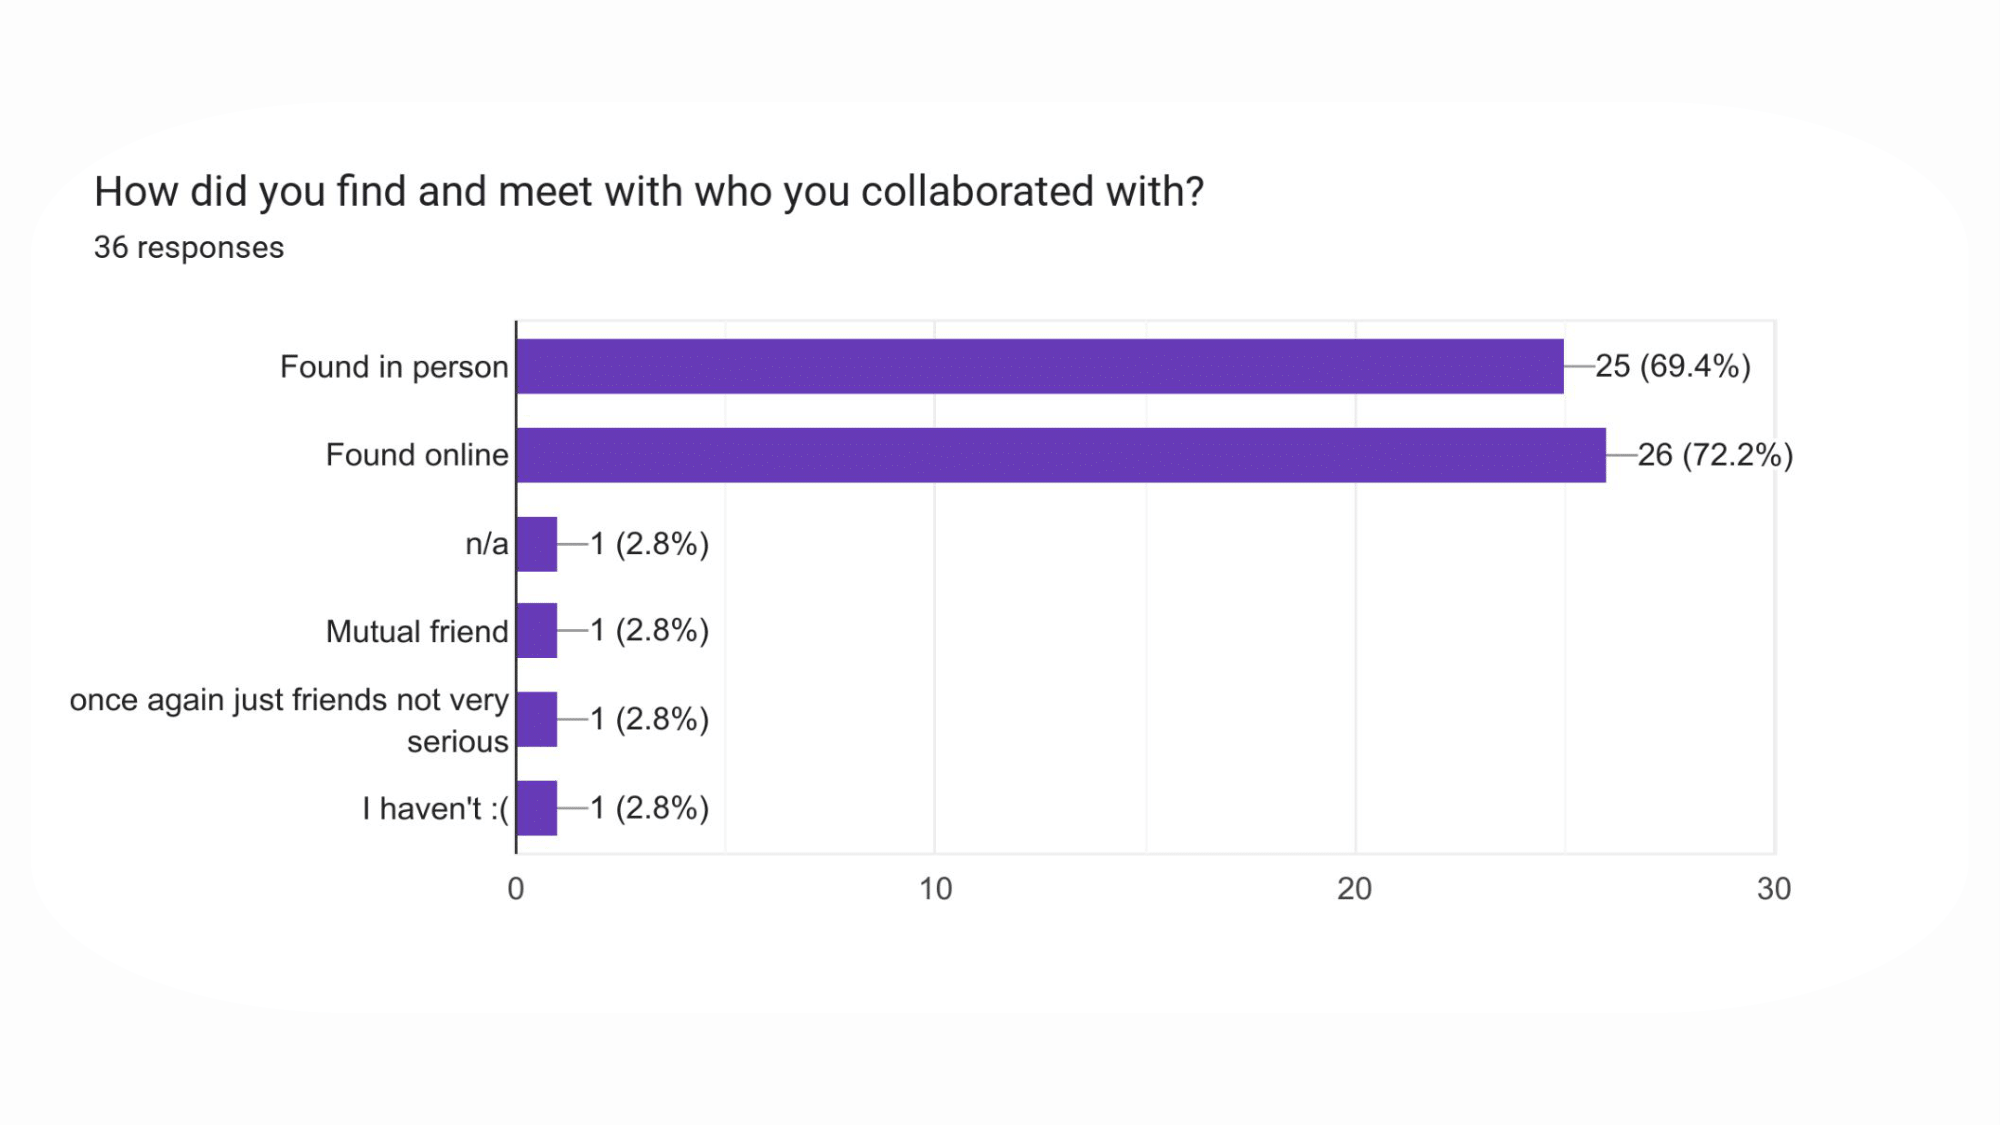 How did you find and meet with who you collaborated with?
36 responses
Found in person
25 (69.4%)
Found online
26 (72.2%)
n/a
1 (2.8%)
Mutual friend
1 (2.8%)
once again just friends not very
serious
1 (2.8%)
I haven't :(
1 (2.8%)
0
10
20
30